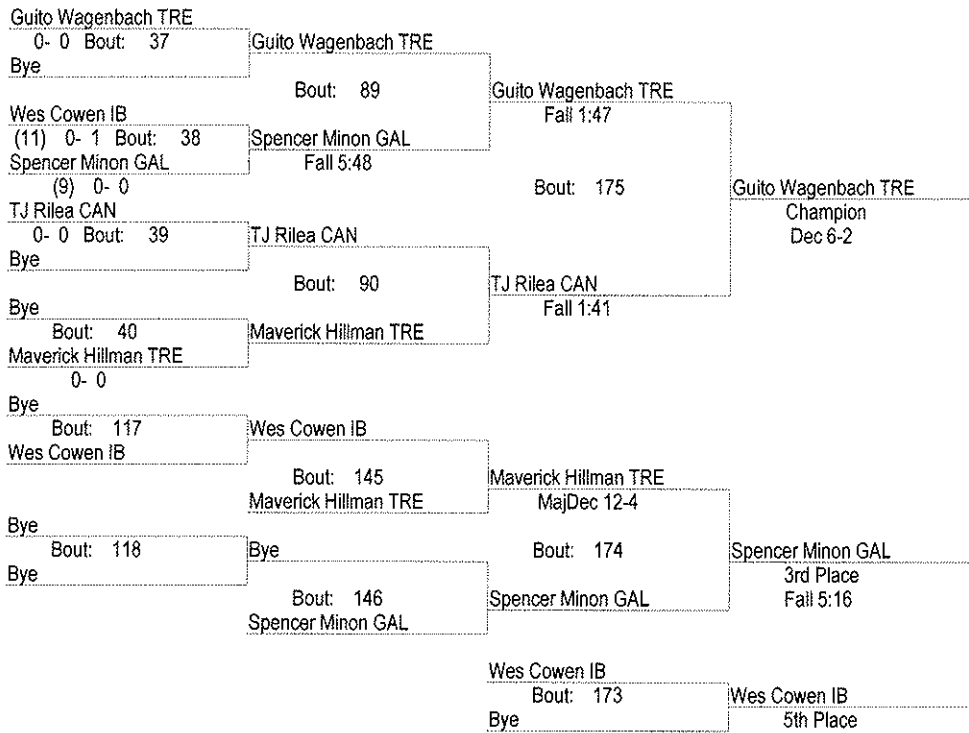 Guito Wagenbach TRE
0- 0 Bout: 37
Guito Wagenbach TRE
Bye
Bout: 89
Guito Wagenbach TRE
Fall 1:47
Wes Cowen IB
(11) 0- 1 Bout: 38
Spencer Minon GAL
Spencer Minon GAL
Fall 5:48
(9) 0- 0
Bout: 175
Guito Wagenbach TRE
Champion
Dec 6-2
TJ Rilea CAN
0- 0 Bout: 39
TJ Rilea CAN
Bye
Bout: 90
TJ Rilea CAN
Fall 1:41
Bye
Bout: 40
Maverick Hillman TRE
Maverick Hillman TRE
0- 0
Bye
Bout: 117
Wes Cowen IB
Wes Cowen IB
Bout: 145
Maverick Hillman TRE
Maverick Hillman TRE
MajDec 12-4
Bye
Bout: 118
Bye
Bye
Bout: 174
Spencer Minon GAL
3rd Place
Fall 5:16
Bout: 146
Spencer Minon GAL
Spencer Minon GAL
Wes Cowen IB
Bout: 173
Wes Cowen IB
Bye
5th Place